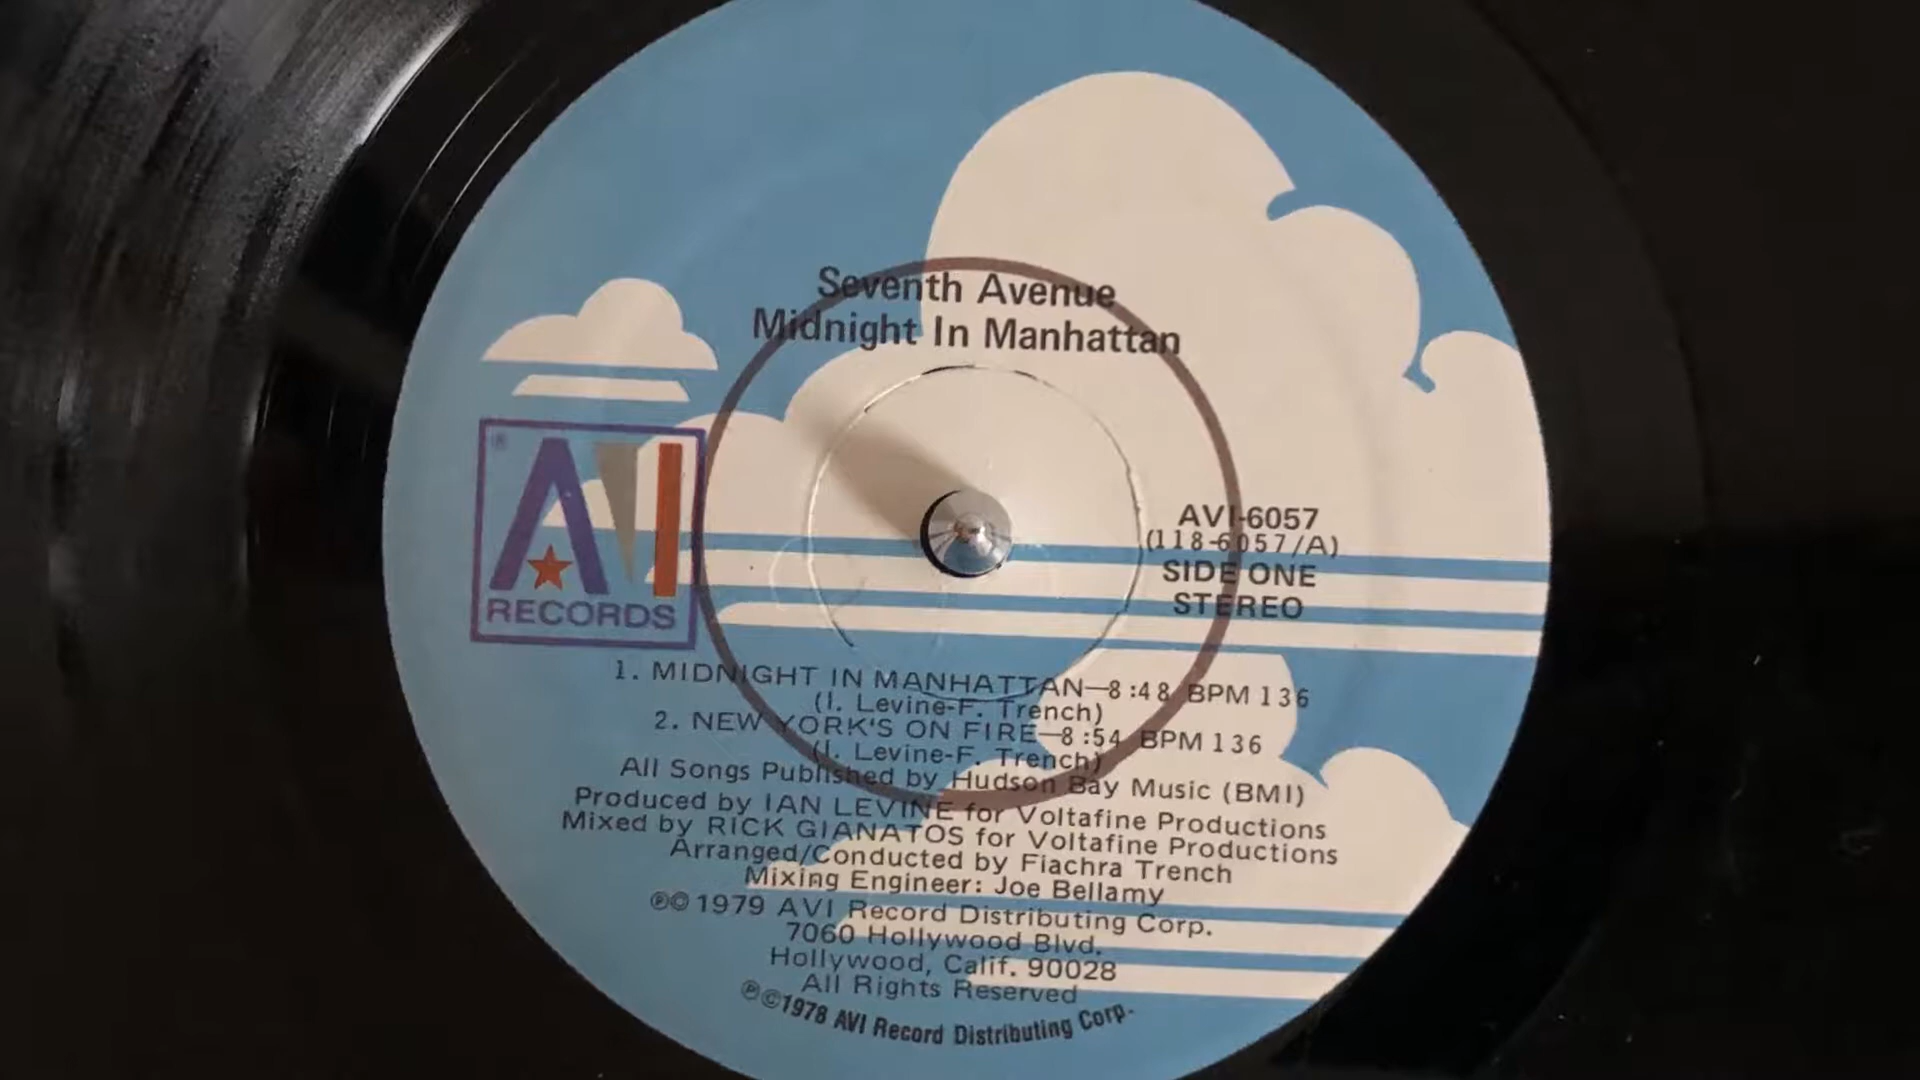 Seventh Avenue
Midnight In Manhattan
® AVI
RECORDS
AVI-6057
(118-6057/A)
SIDE ONE
STEREO
1. MIDNIGHT IN MANHATTAN—8:48 BPM 136
(I. Levine-F. Trench)
2. NEW YORK'S ON FIRE—8:54 BPM 136
(I. Levine-F. Trench)
All Songs Published by Hudson Bay Music (BMI)
Produced by IAN LEVINE for Voltafine Productions
Mixed by RICK GIANATOS for Voltafine Productions
Arranged/Conducted by Fiachra Trench
Mixing Engineer: Joe Bellamy
℗© 1979 AVI Record Distributing Corp.
7060 Hollywood Blvd.
Hollywood, Calif. 90028
All Rights Reserved
℗©1978 AVI Record Distributing Corp.